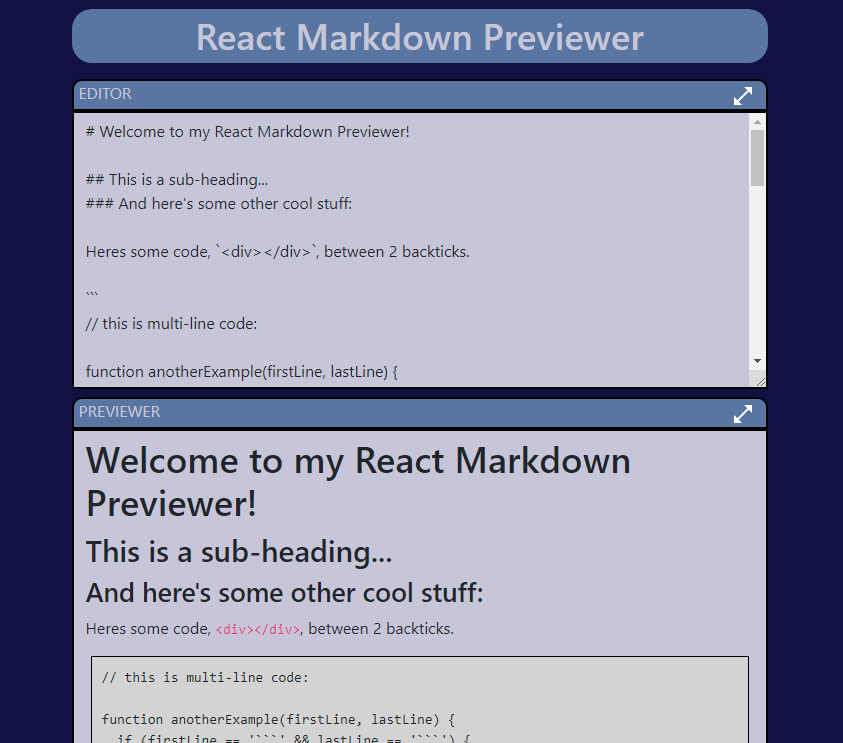 React Markdown Previewer
EDITOR
# Welcome to my React Markdown Previewer!
## This is a sub-heading...
### And here's some other cool stuff:
Heres some code, `<div></div>`, between 2 backticks.
```
// this is multi-line code:
function anotherExample(firstLine, lastLine) {
PREVIEWER
Welcome to my React Markdown
Previewer!
This is a sub-heading...
And here's some other cool stuff:
Heres some code, <div></div>, between 2 backticks.
// this is multi-line code:
function anotherExample(firstLine, lastLine) {
if (firstLine == '```' && lastLine == '```') {